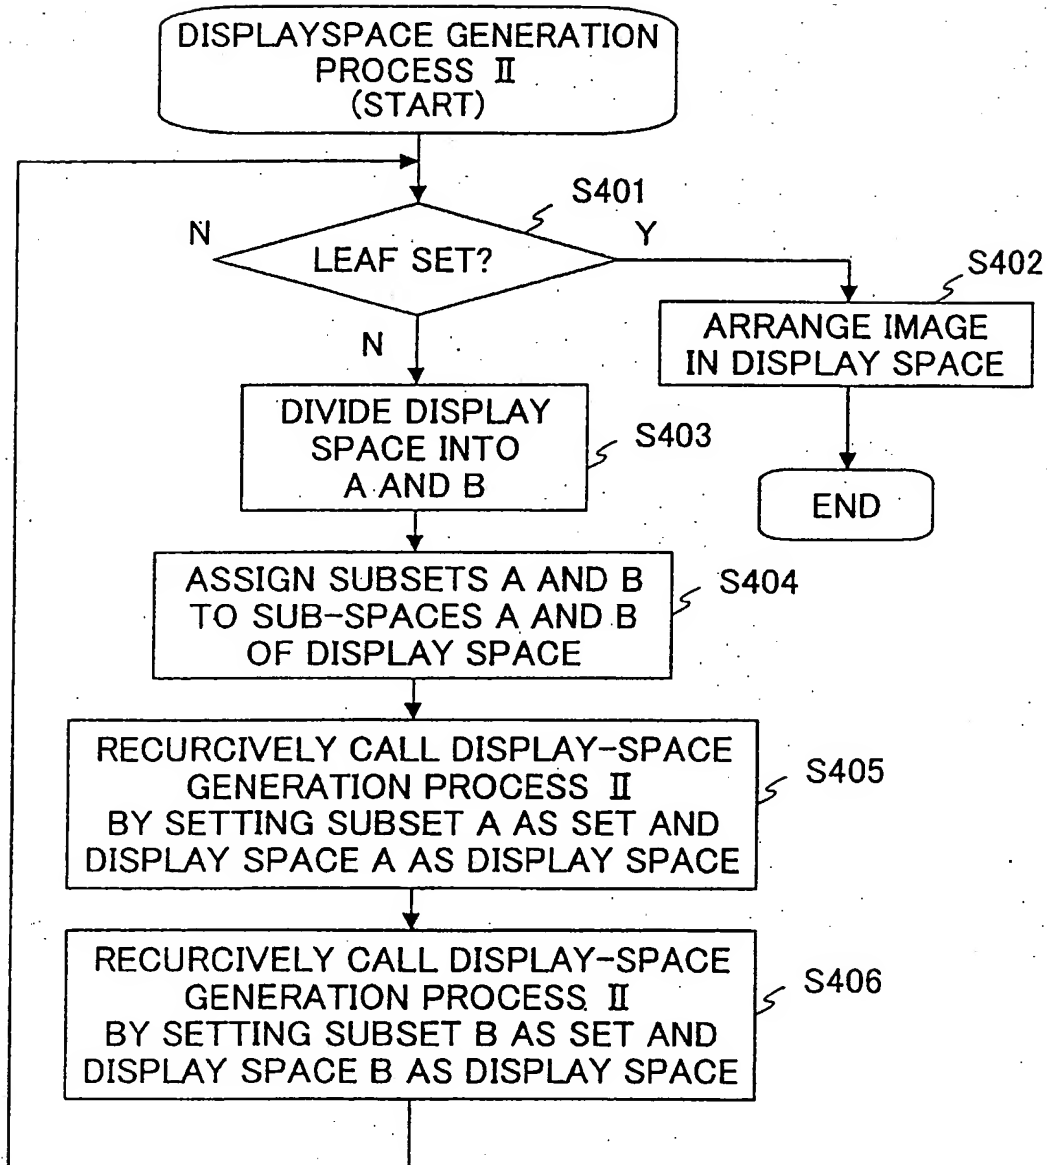 DISPLAYSPACE GENERATION
PROCESS Ⅱ
(START)
S401
N
LEAF SET?
Y
S402
ARRANGE IMAGE
IN DISPLAY SPACE
N
DIVIDE DISPLAY
SPACE INTO
A AND B
S403
END
ASSIGN SUBSETS A AND B
TO SUB-SPACES A AND B
OF DISPLAY SPACE
S404
RECURCIVELY CALL DISPLAY-SPACE
GENERATION PROCESS Ⅱ
BY SETTING SUBSET A AS SET AND
DISPLAY SPACE A AS DISPLAY SPACE
S405
RECURCIVELY CALL DISPLAY-SPACE
GENERATION PROCESS Ⅱ
BY SETTING SUBSET B AS SET AND
DISPLAY SPACE B AS DISPLAY SPACE
S406